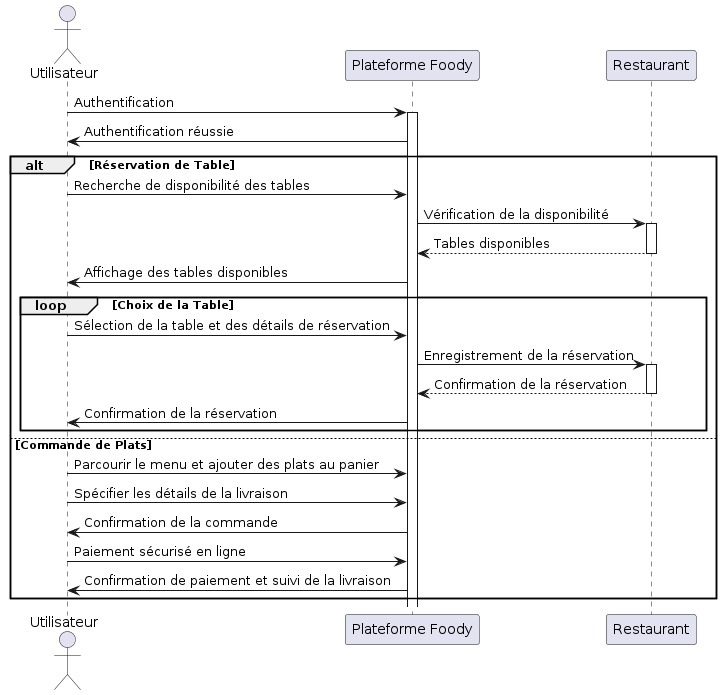 Utilisateur
Plateforme Foody
Restaurant
Authentification
Authentification réussie
alt
[Réservation de Table]
Recherche de disponibilité des tables
Vérification de la disponibilité
Tables disponibles
Affichage des tables disponibles
loop
[Choix de la Table]
Sélection de la table et des détails de réservation
Enregistrement de la réservation
Confirmation de la réservation
Confirmation de la réservation
[Commande de Plats]
Parcourir le menu et ajouter des plats au panier
Spécifier les détails de la livraison
Confirmation de la commande
Paiement sécurisé en ligne
Confirmation de paiement et suivi de la livraison
Utilisateur
Plateforme Foody
Restaurant